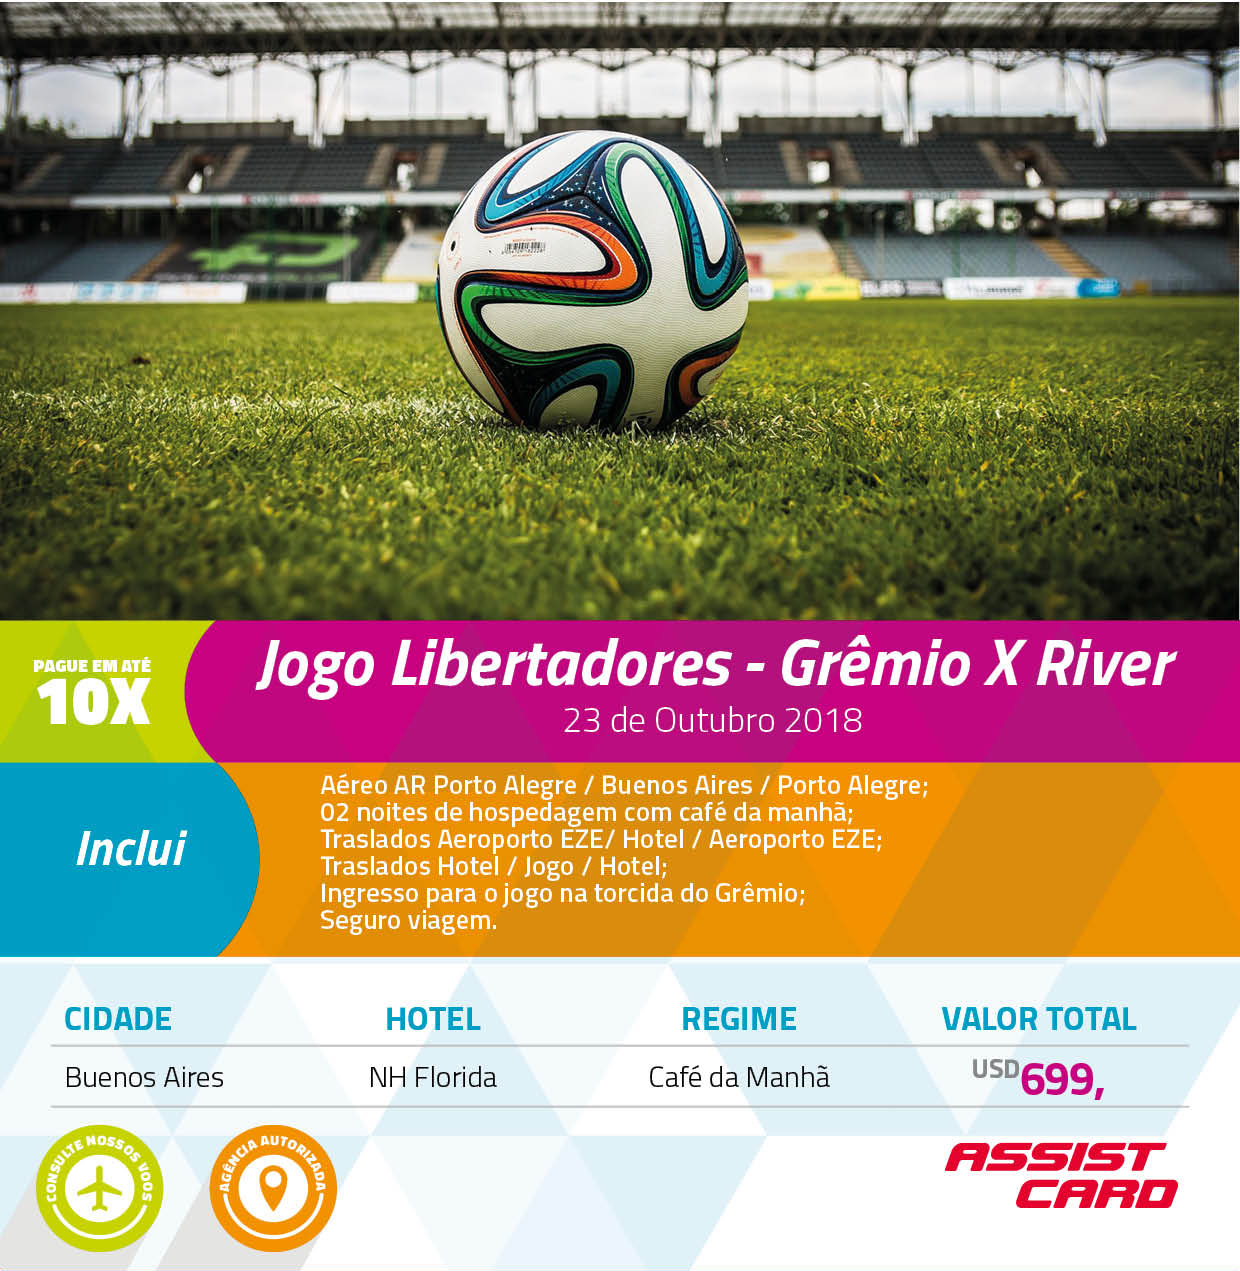 PAGUE EM ATÉ
10X
Jogo Libertadores - Grêmio X River
23 de Outubro 2018
Inclui
Aéreo AR Porto Alegre / Buenos Aires / Porto Alegre;
02 noites de hospedagem com café da manhã;
Traslados Aeroporto EZE/ Hotel / Aeroporto EZE;
Traslados Hotel / Jogo / Hotel;
Ingresso para o jogo na torcida do Grêmio;
Seguro viagem.
CIDADE HOTEL REGIME VALOR TOTAL
Buenos Aires NH Florida Café da Manhã USD699,
CONSULTE NOSSOS VOOS
AGÊNCIA AUTORIZADA
ASSIST
CARD